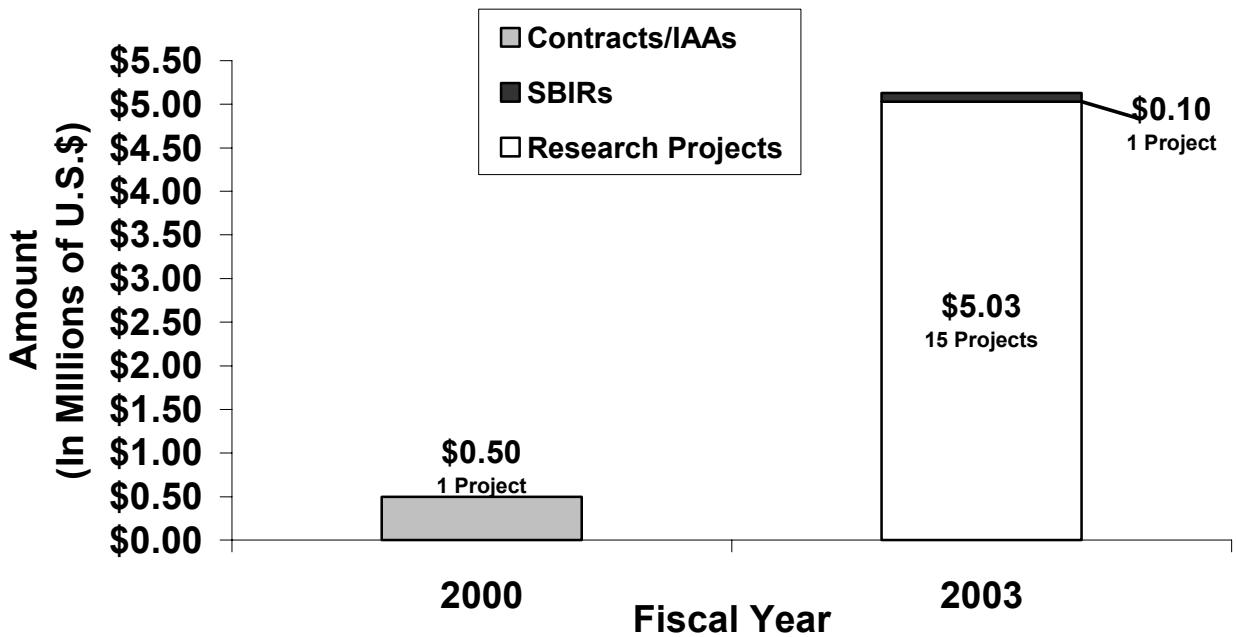 Contracts/IAAs
SBIRs
Research Projects
Amount
(In MIllions of U.S.$)
$5.50
$5.00
$4.50
$4.00
$3.50
$3.00
$2.50
$2.00
$1.50
$1.00
$0.50
$0.00
$0.50
1 Project
$0.10
1 Project
$5.03
15 Projects
2000
2003
Fiscal Year